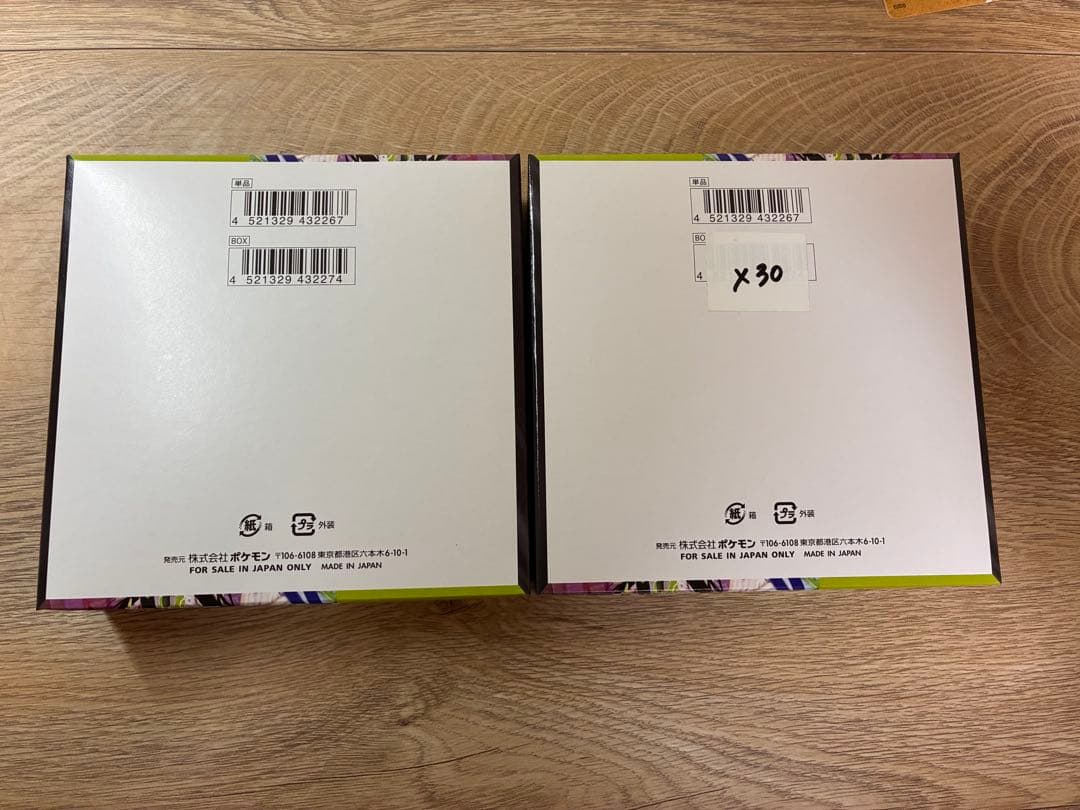 単品
4 521329 432267
BOX
4 521329 432274
紙 箱 プラ 外装
発売元 株式会社 ポケモン 〒106-6108 東京都港区六本木6-10-1
FOR SALE IN JAPAN ONLY MADE IN JAPAN
単品
4 521329 432267
BO
4
×30
紙 箱 プラ 外装
発売元 株式会社 ポケモン 〒106-6108 東京都港区六本木6-10-1
FOR SALE IN JAPAN ONLY MADE IN JAPAN